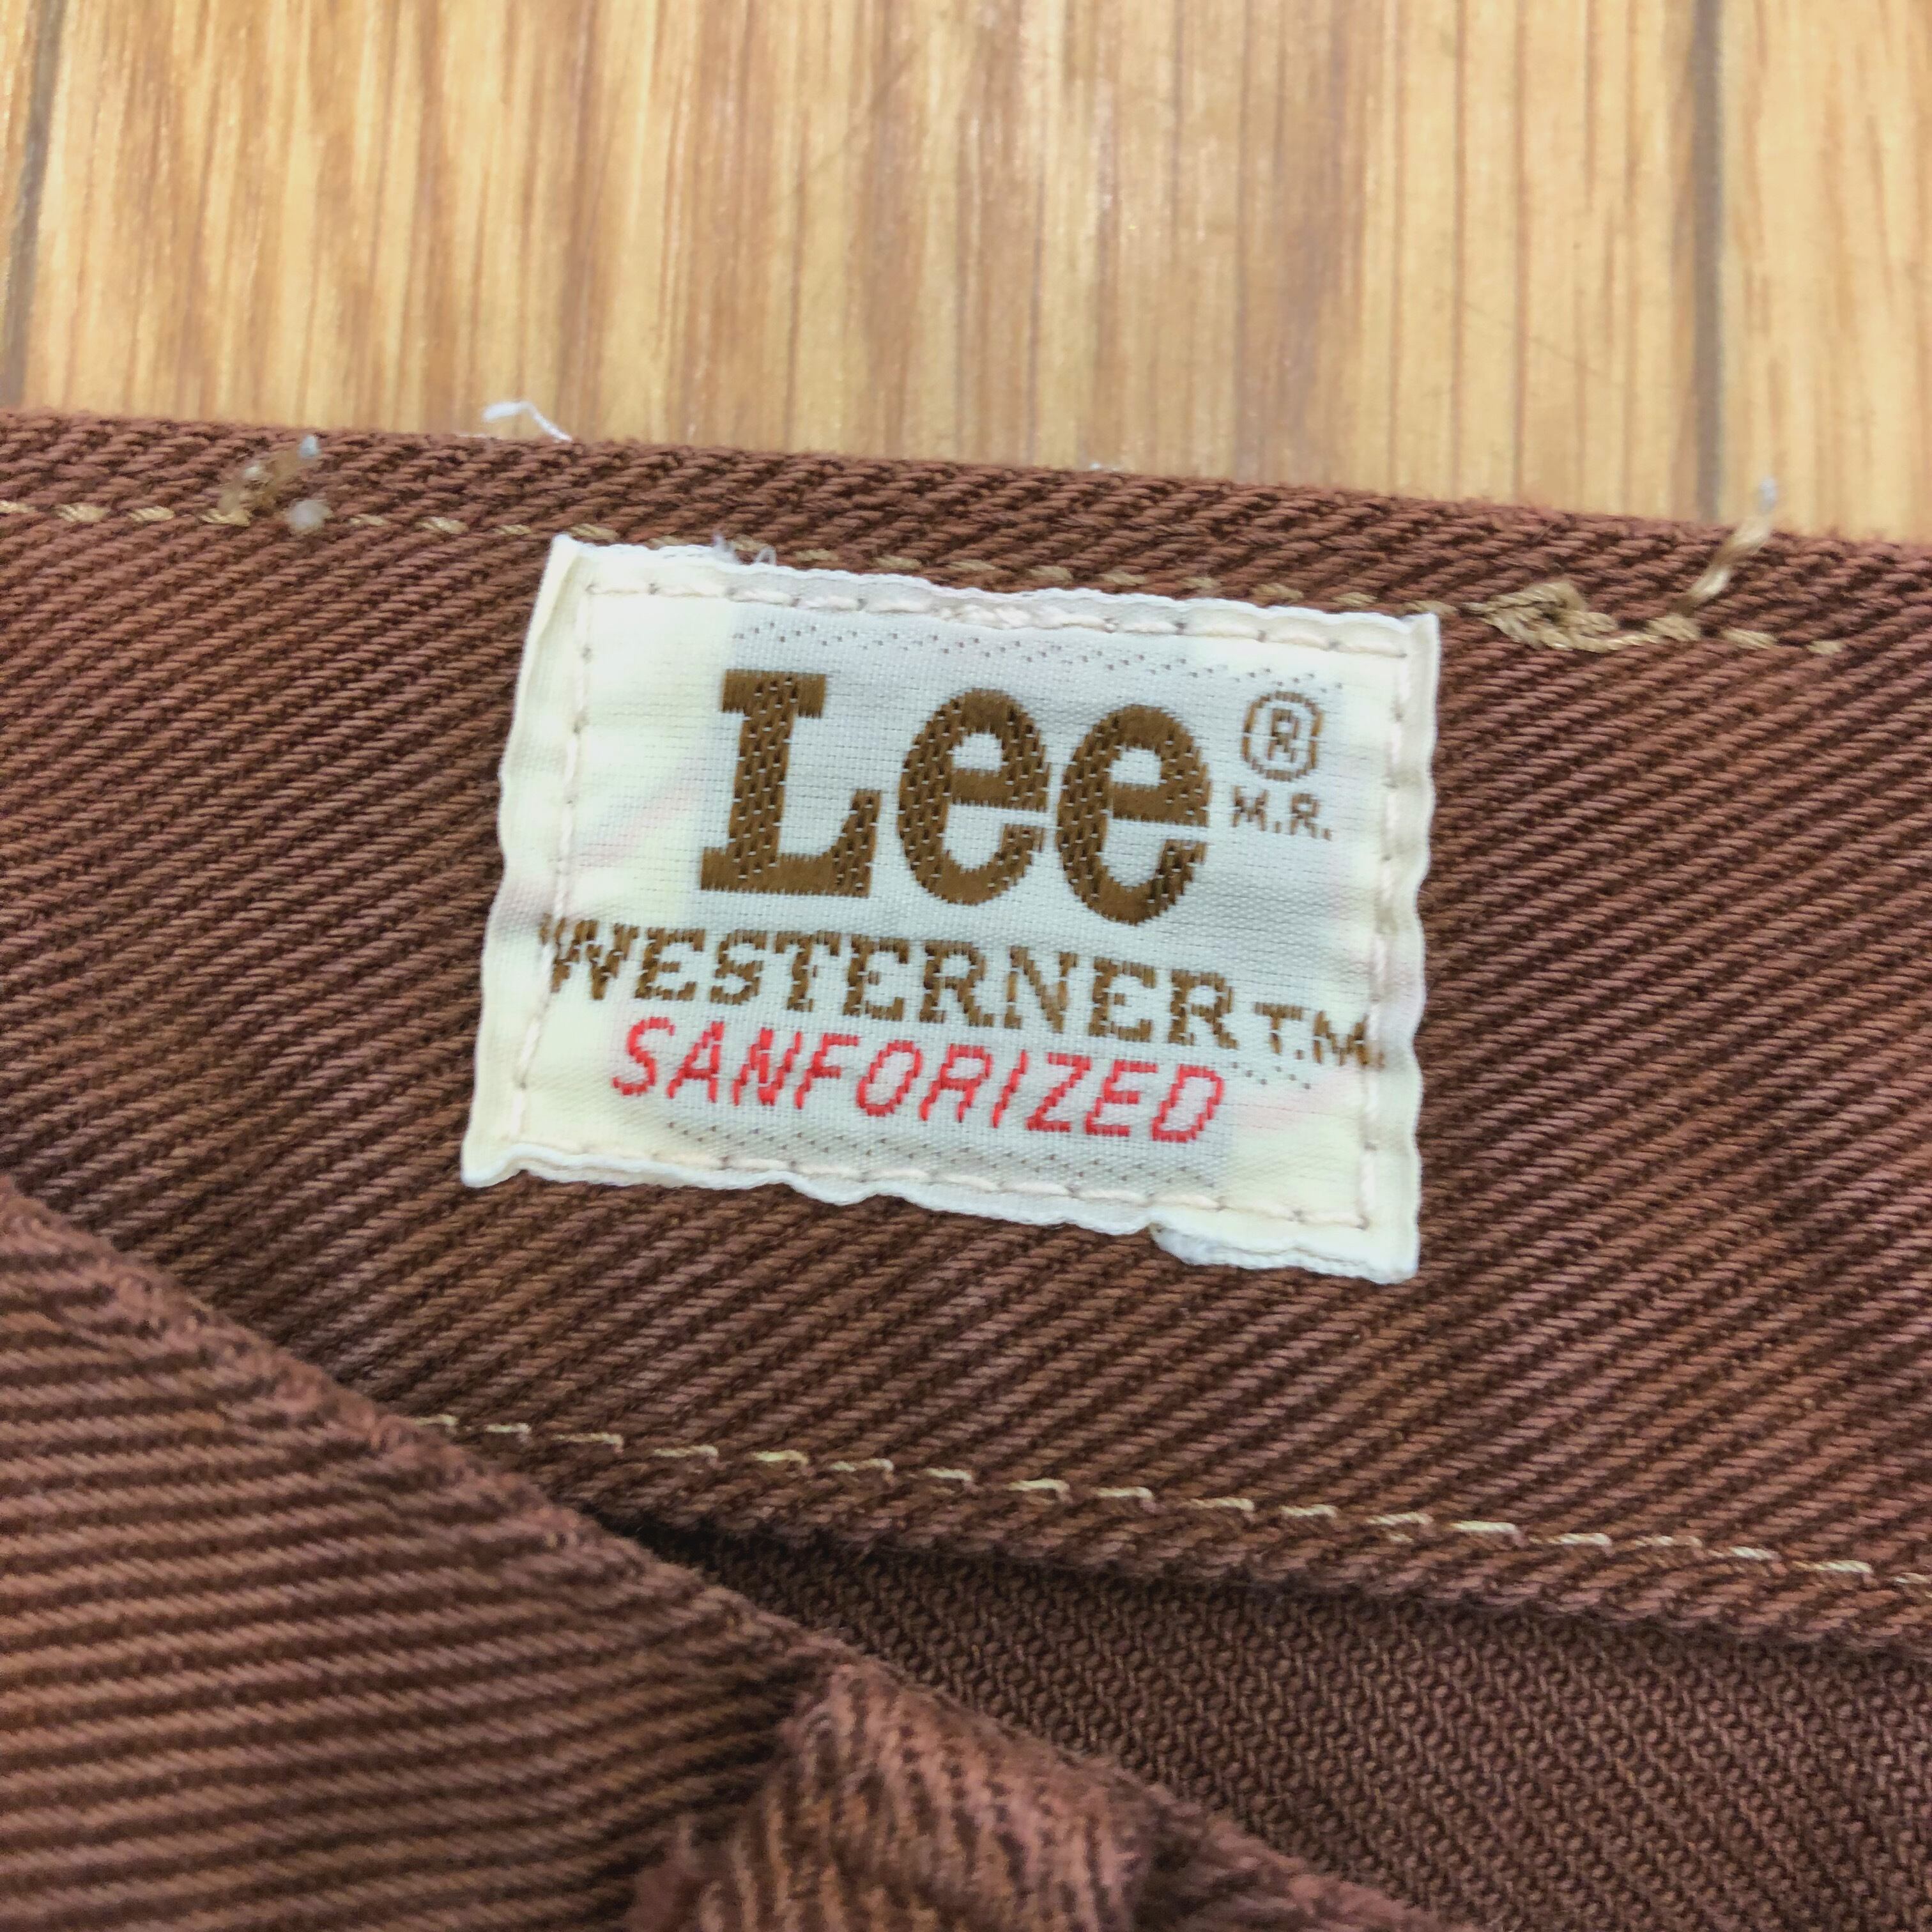 Lee ®
M.R.
WESTERNER T.M.
SANFORIZED